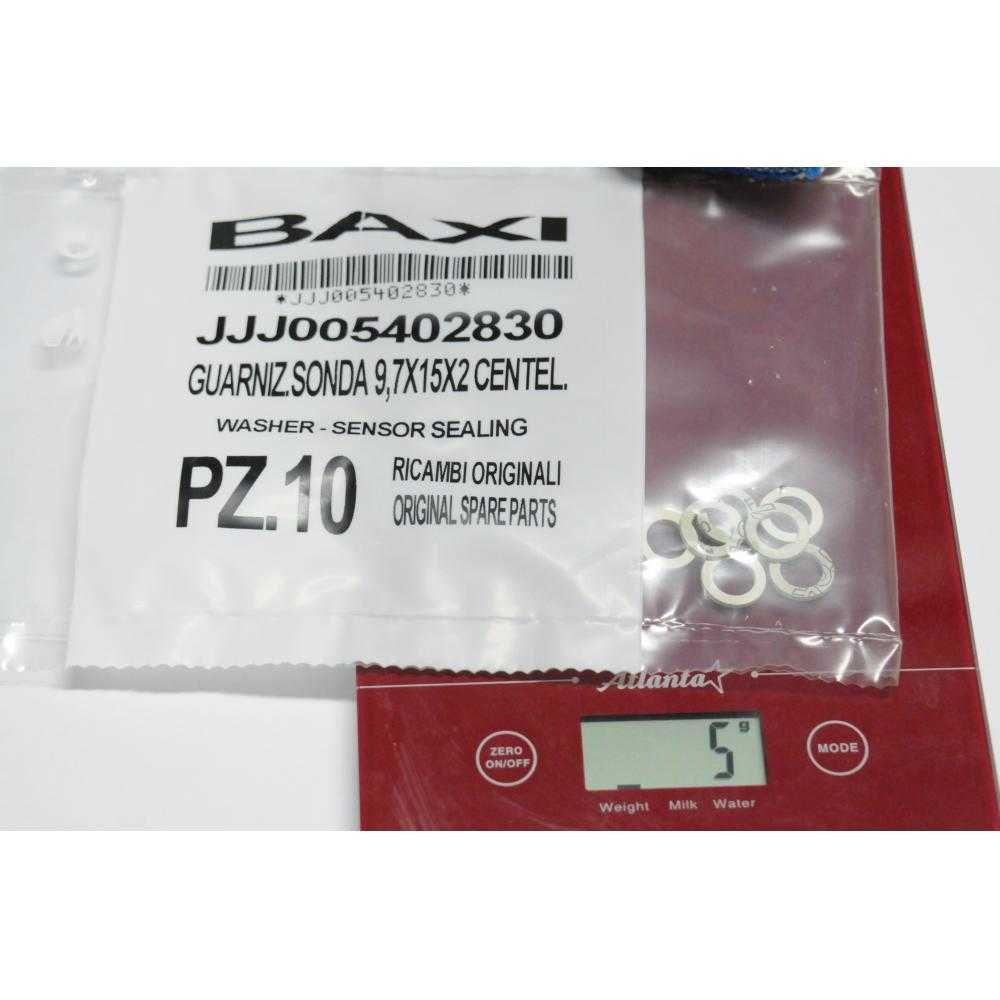 BAXI
*JJJ005402830*
JJJ005402830
GUARNIZ.SONDA 9,7X15X2 CENTEL.
WASHER - SENSOR SEALING
PZ.10
RICAMBI ORIGINALI
ORIGINAL SPARE PARTS
Atlanta
ZERO
ON/OFF
5 g
MODE
Weight Milk Water